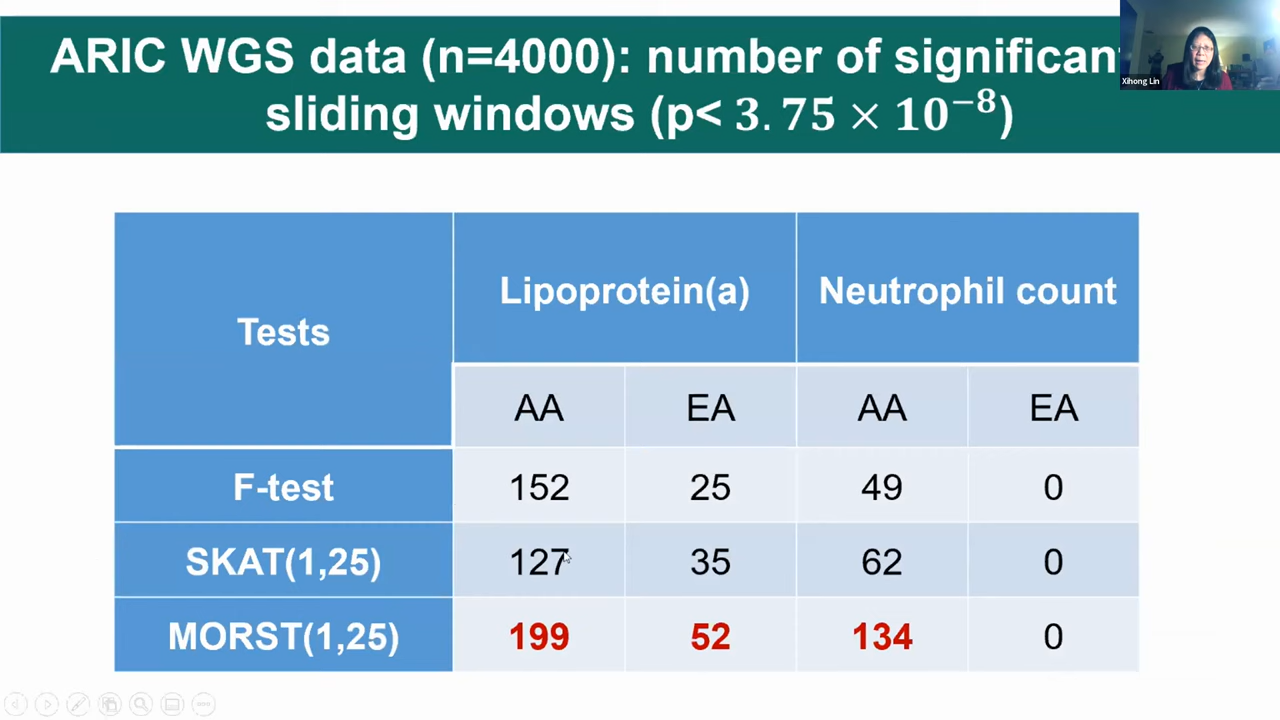 ARIC WGS data (n=4000): number of significan
sliding windows (p< 3.75 × 10⁻⁸)
Xihong Lin
Tests
Lipoprotein(a)
Neutrophil count
AA
EA
AA
EA
F-test
152
25
49
0
SKAT(1,25)
127
35
62
0
MORST(1,25)
199
52
134
0